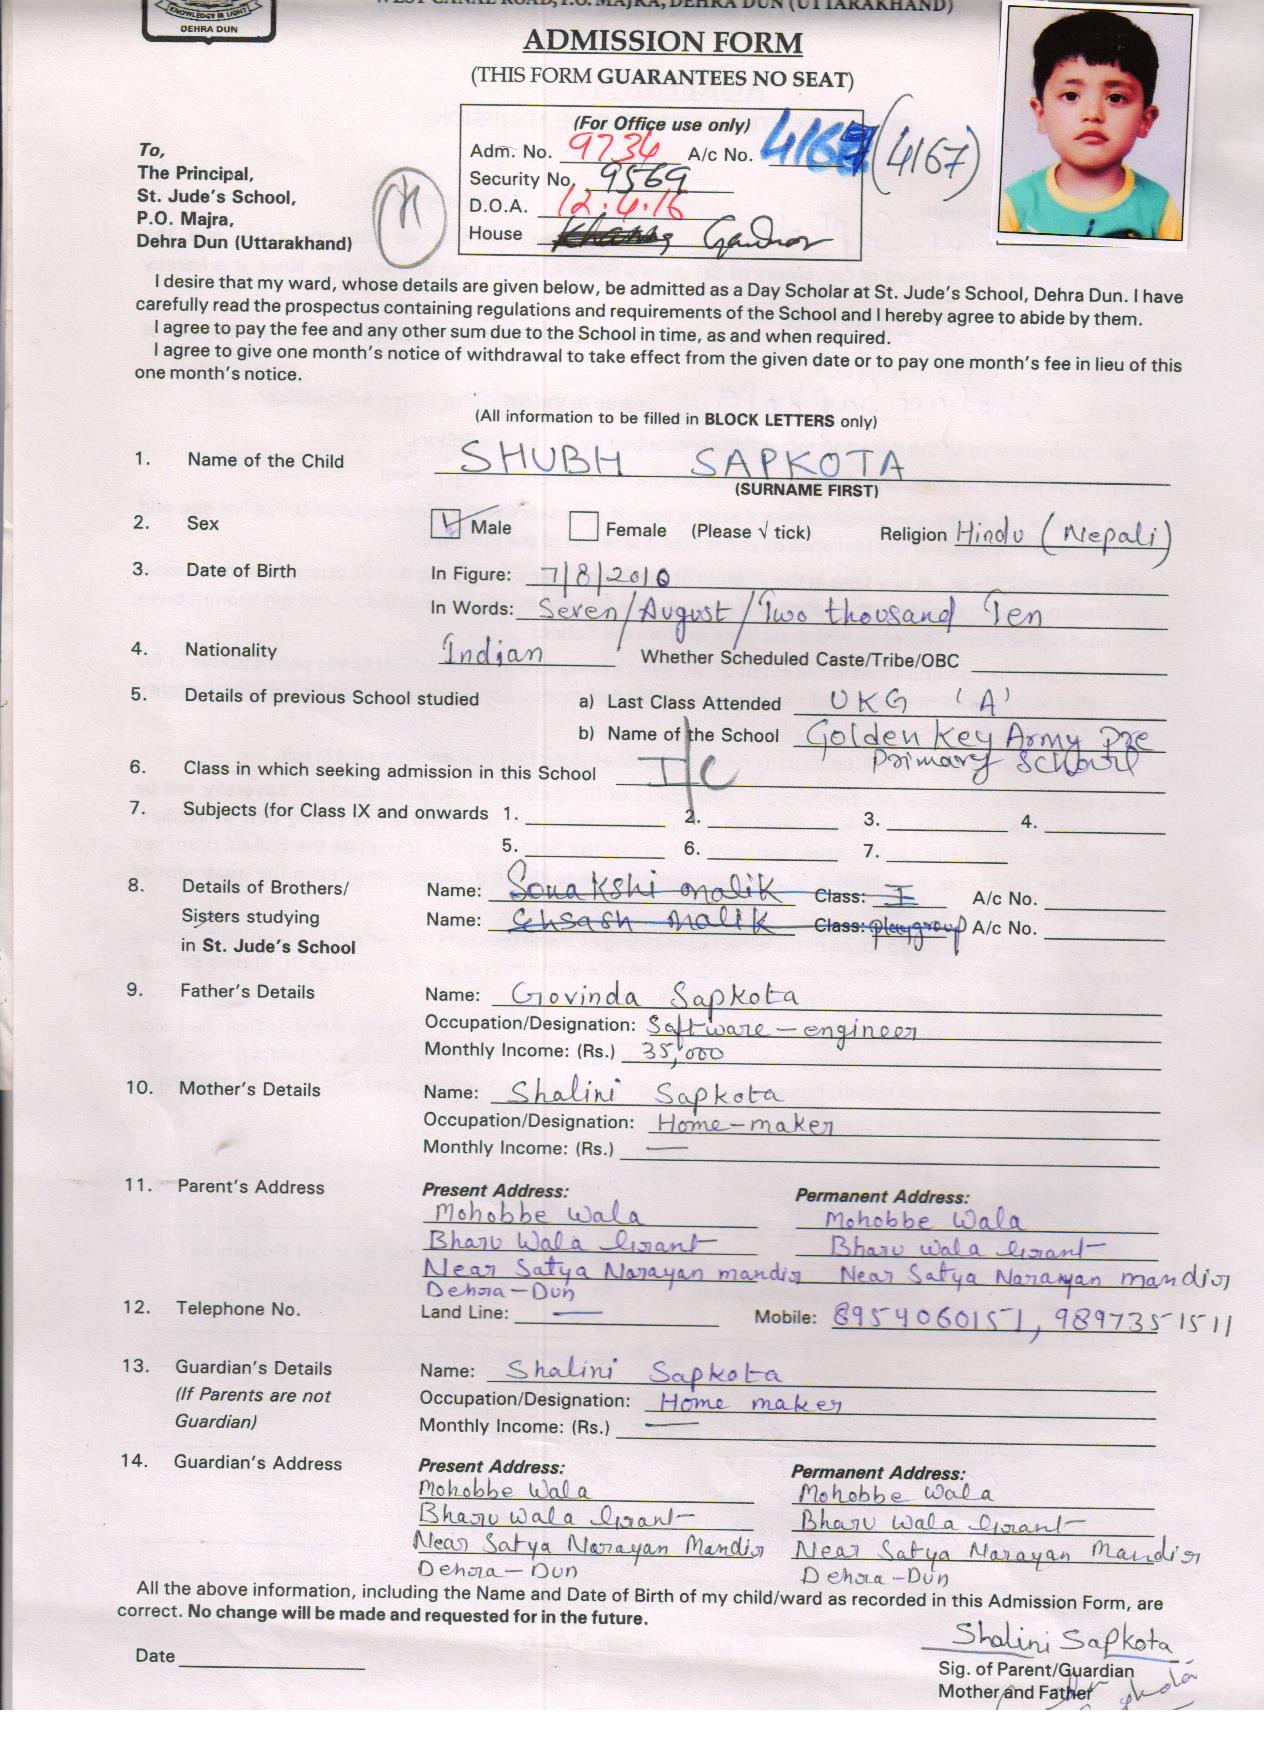 KNOWLEDGE IS LIGHT
DEHRA DUN
WEST CANAL ROAD, P.O. MAJRA, DEHRA DUN (UTTARAKHAND)
ADMISSION FORM
(THIS FORM GUARANTEES NO SEAT)
(For Office use only)
Adm. No. 9734 A/c No. 4167 (4167)
Security No. 9569
D.O.A. 12.4.16
House
To,
The Principal,
St. Jude's School,
P.O. Majra,
Dehra Dun (Uttarakhand)
I desire that my ward, whose details are given below, be admitted as a Day Scholar at St. Jude's School, Dehra Dun. I have
carefully read the prospectus containing regulations and requirements of the School and I hereby agree to abide by them.
I agree to pay the fee and any other sum due to the School in time, as and when required.
I agree to give one month's notice of withdrawal to take effect from the given date or to pay one month's fee in lieu of this
one month's notice.
(All information to be filled in BLOCK LETTERS only)
1. Name of the Child SHUBH SAPKOTA
(SURNAME FIRST)
2. Sex Male Female (Please √ tick) Religion Hindu (Nepali)
3. Date of Birth In Figure: 7/8/2010
In Words: Seven/August/Two thousand Ten
4. Nationality Indian Whether Scheduled Caste/Tribe/OBC
5. Details of previous School studied a) Last Class Attended UKG 'A'
b) Name of the School Golden Key Army Pre
Primary School
6. Class in which seeking admission in this School I/C
7. Subjects (for Class IX and onwards 1. 2. 3. 4.
5. 6. 7.
8. Details of Brothers/ Name: Sonakshi malik Class: I A/c No.
Sisters studying Name: malik Class: playgroup A/c No.
in St. Jude's School
9. Father's Details Name: Govinda Sapkota
Occupation/Designation: Software-engineer
Monthly Income: (Rs.) 35,000
10. Mother's Details Name: Shalini Sapkota
Occupation/Designation: Home-maker
Monthly Income: (Rs.) —
11. Parent's Address Present Address: Permanent Address:
Mohobbe Wala Mohobbe Wala
Bharu Wala Grant Bharu Wala Grant
Near Satya Narayan mandir Near Satya Narayan mandir
Dehra-Dun
12. Telephone No. Land Line: — Mobile: 8954060151, 9897351511
13. Guardian's Details Name: Shalini Sapkota
(If Parents are not Occupation/Designation: Home maker
Guardian) Monthly Income: (Rs.) —
14. Guardian's Address Present Address: Permanent Address:
Mohobbe Wala Mohobbe Wala
Bharu Wala Grant Bharu Wala Grant
Near Satya Narayan Mandir Near Satya Narayan Mandir
Dehra-Dun Dehra-Dun
All the above information, including the Name and Date of Birth of my child/ward as recorded in this Admission Form, are
correct. No change will be made and requested for in the future.
Shalini Sapkota
Date Sig. of Parent/Guardian
Mother and Father